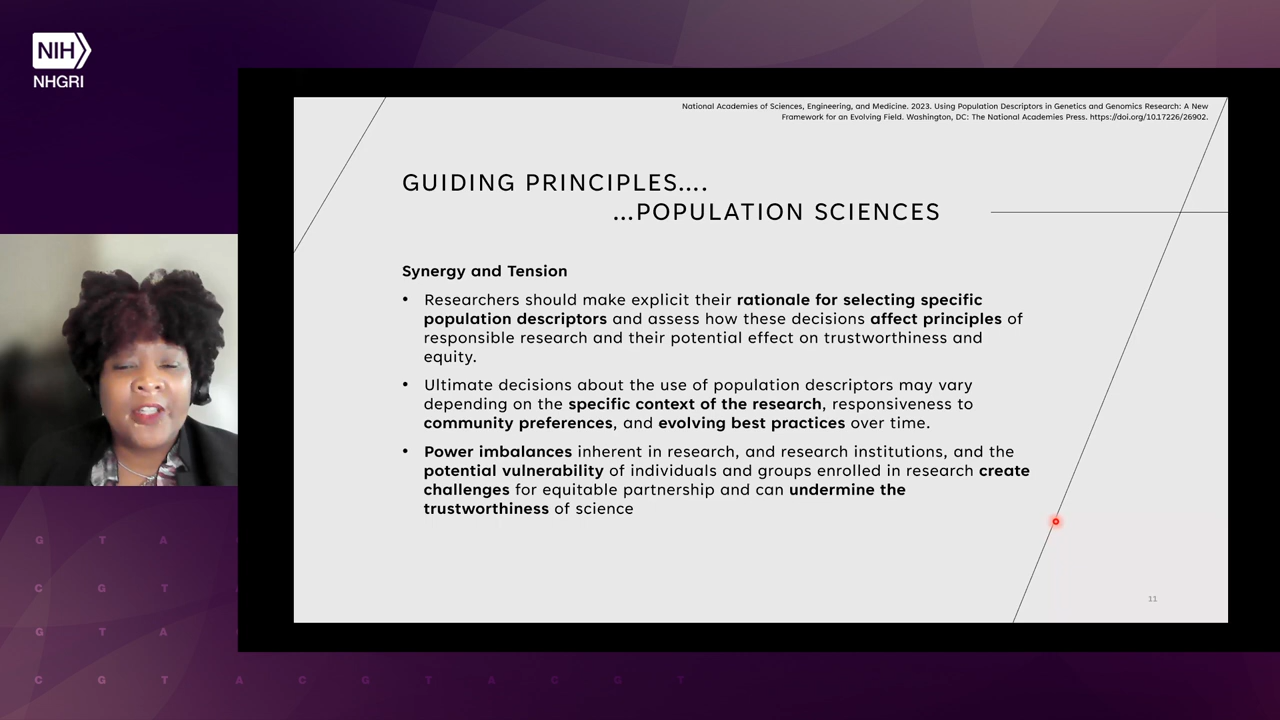 NIH
NHGRI
National Academies of Sciences, Engineering, and Medicine. 2023. Using Population Descriptors in Genetics and Genomics Research: A New
Framework for an Evolving Field. Washington, DC: The National Academies Press. https://doi.org/10.17226/26902.
GUIDING PRINCIPLES....
...POPULATION SCIENCES
Synergy and Tension
• Researchers should make explicit their rationale for selecting specific
population descriptors and assess how these decisions affect principles of
responsible research and their potential effect on trustworthiness and
equity.
• Ultimate decisions about the use of population descriptors may vary
depending on the specific context of the research, responsiveness to
community preferences, and evolving best practices over time.
• Power imbalances inherent in research, and research institutions, and the
potential vulnerability of individuals and groups enrolled in research create
challenges for equitable partnership and can undermine the
trustworthiness of science
11
G T A
C G T
G T A
C G T A C G T A C G T